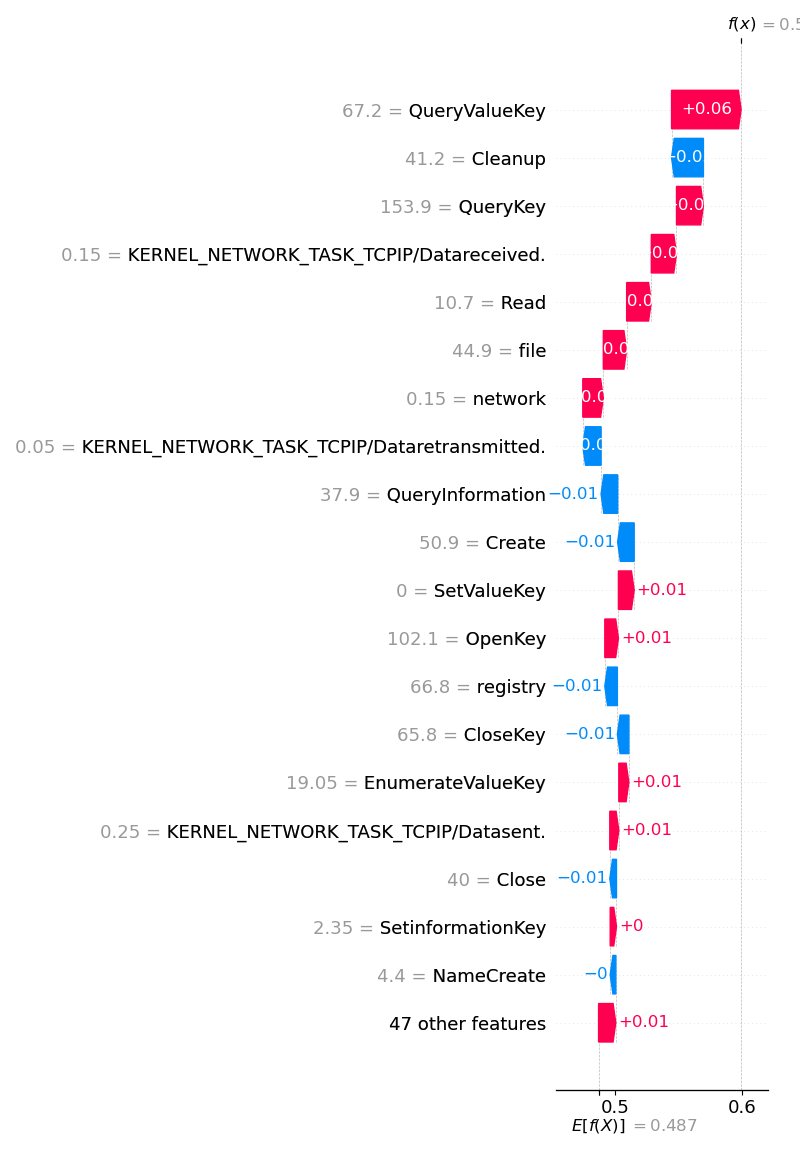 f(x) = 0.5
67.2 = QueryValueKey +0.06
41.2 = Cleanup −0.0
153.9 = QueryKey 0.0
0.15 = KERNEL_NETWORK_TASK_TCPIP/Datareceived. 0.0
10.7 = Read 0.0
44.9 = file 0.0
0.15 = network 0.0
0.05 = KERNEL_NETWORK_TASK_TCPIP/Dataretransmitted. 0.0
37.9 = QueryInformation −0.01
50.9 = Create −0.01
0 = SetValueKey +0.01
102.1 = OpenKey +0.01
66.8 = registry −0.01
65.8 = CloseKey −0.01
19.05 = EnumerateValueKey +0.01
0.25 = KERNEL_NETWORK_TASK_TCPIP/Datasent. +0.01
40 = Close −0.01
2.35 = SetinformationKey +0
4.4 = NameCreate −0
47 other features +0.01
0.5 0.6
E[f(X)] = 0.487